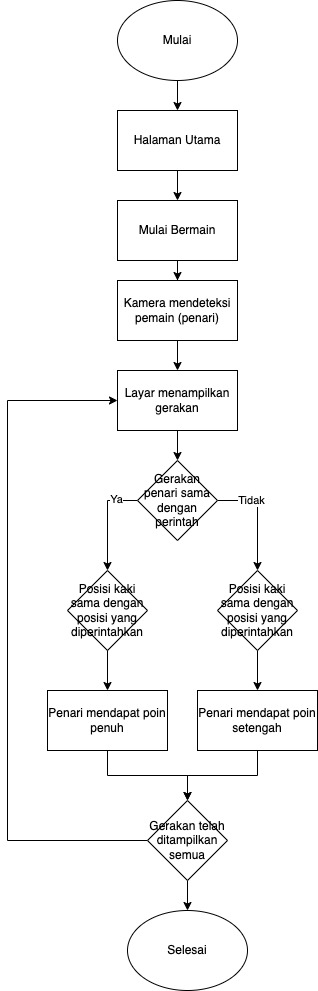 Mulai
Halaman Utama
Mulai Bermain
Kamera mendeteksi
pemain (penari)
Layar menampilkan
gerakan
Gerakan
penari sama
dengan
perintah
Ya
Tidak
Posisi kaki
sama dengan
posisi yang
diperintahkan
Posisi kaki
sama dengan
posisi yang
diperintahkan
Penari mendapat poin
penuh
Penari mendapat poin
setengah
Gerakan telah
ditampilkan
semua
Selesai